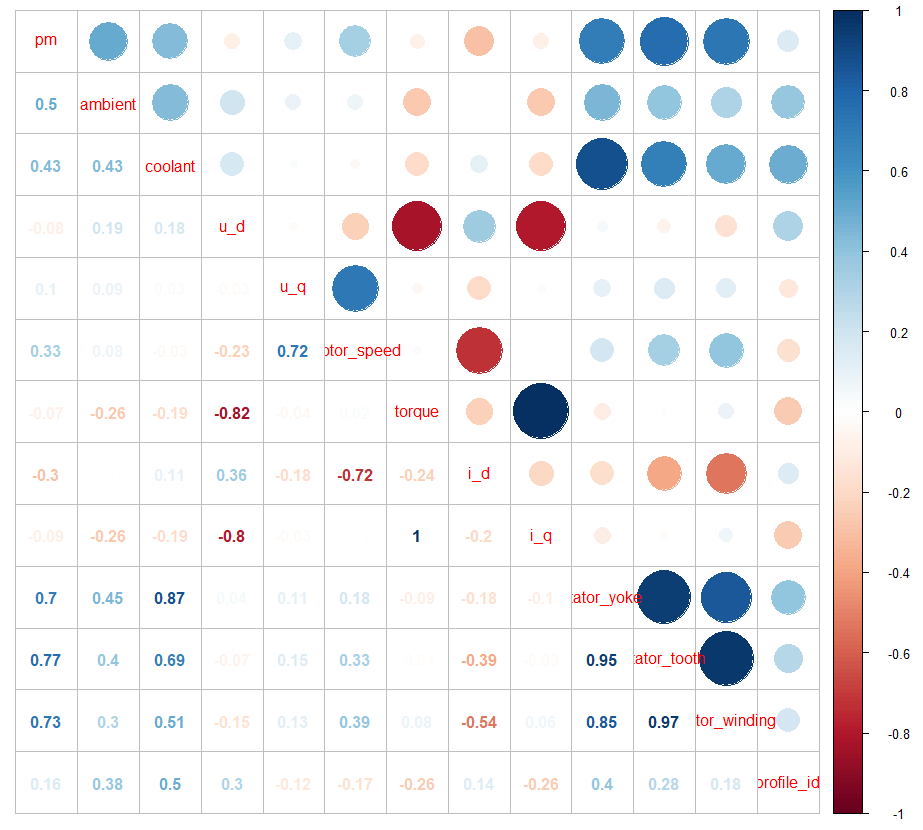 pm
0.5 ambient
0.43 0.43 coolant
-0.08 0.19 0.18 u_d
0.1 0.09 0.03 -0.03 u_q
0.33 0.08 -0.03 -0.23 0.72 otor_speed
-0.07 -0.26 -0.19 -0.82 -0.04 0.02 torque
-0.3 0.11 0.36 -0.18 -0.72 -0.24 i_d
-0.09 -0.26 -0.19 -0.8 -0.03 1 -0.2 i_q
0.7 0.45 0.87 0.04 0.11 0.18 -0.09 -0.18 -0.1 tator_yoke
0.77 0.4 0.69 -0.07 0.15 0.33 -0.39 -0.03 0.95 tator_tooth
0.73 0.3 0.51 -0.15 0.13 0.39 0.08 -0.54 0.06 0.85 0.97 tor_winding
0.16 0.38 0.5 0.3 -0.12 -0.17 -0.26 0.14 -0.26 0.4 0.28 0.18 profile_id
1
0.8
0.6
0.4
0.2
0
-0.2
-0.4
-0.6
-0.8
-1